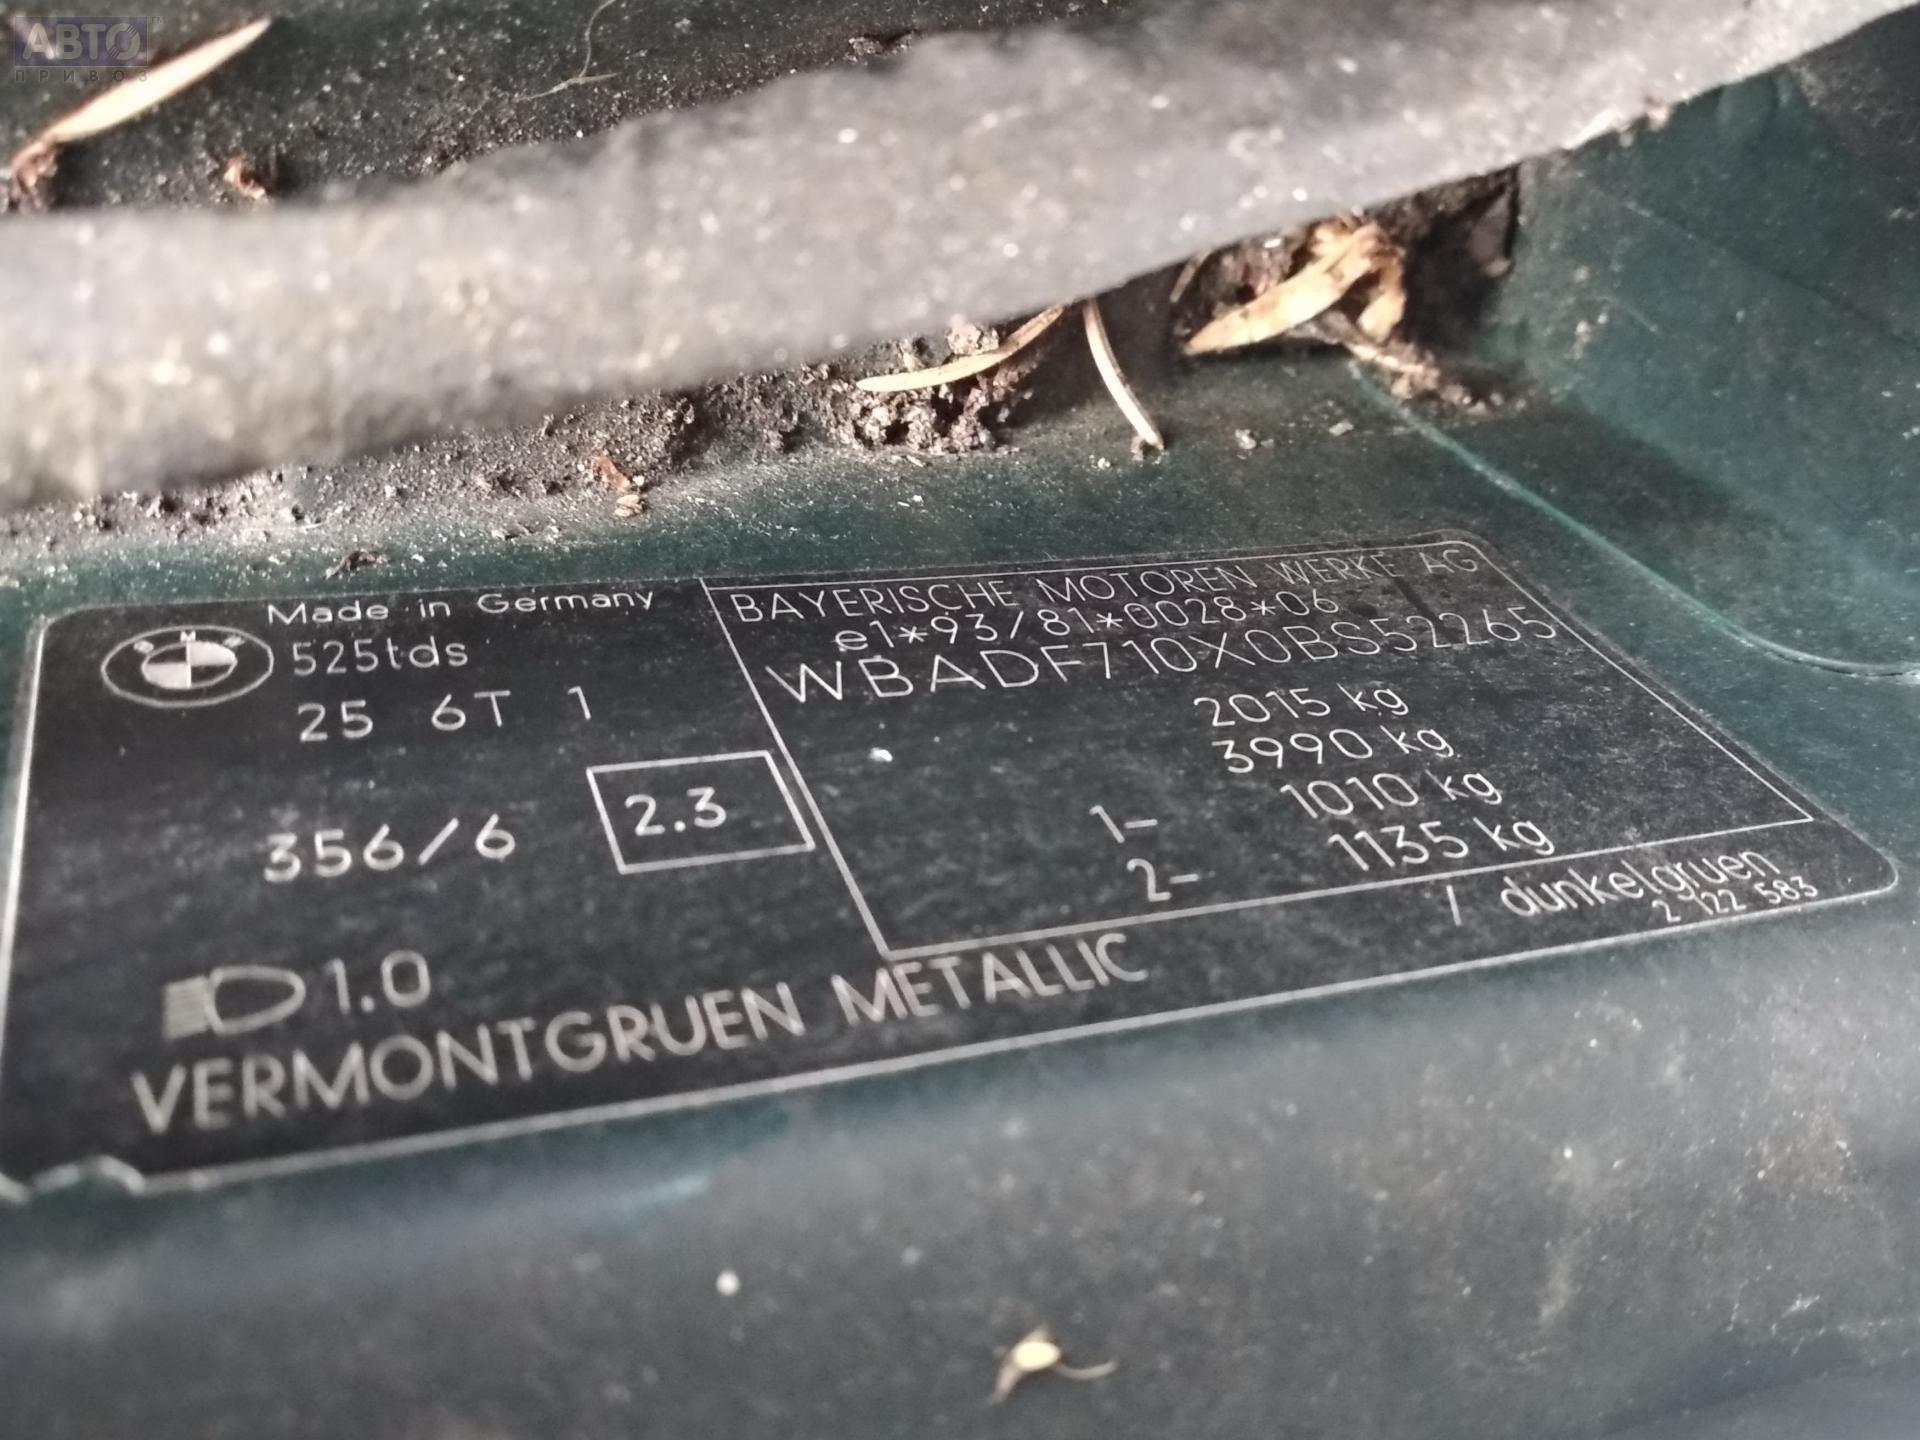 АВТО
ПРИВОЗ
Made in Germany
BMW
525tds
25 6T 1
356/6
2.3
1.0
VERMONTGRUEN METALLIC
BAYERISCHE MOTOREN WERKE AG
e1*93/81*0028*06
WBADF710X0BS52265
2015 kg
3990 kg
1- 1010 kg
2- 1135 kg
/ dunkelgruen
2 122 583